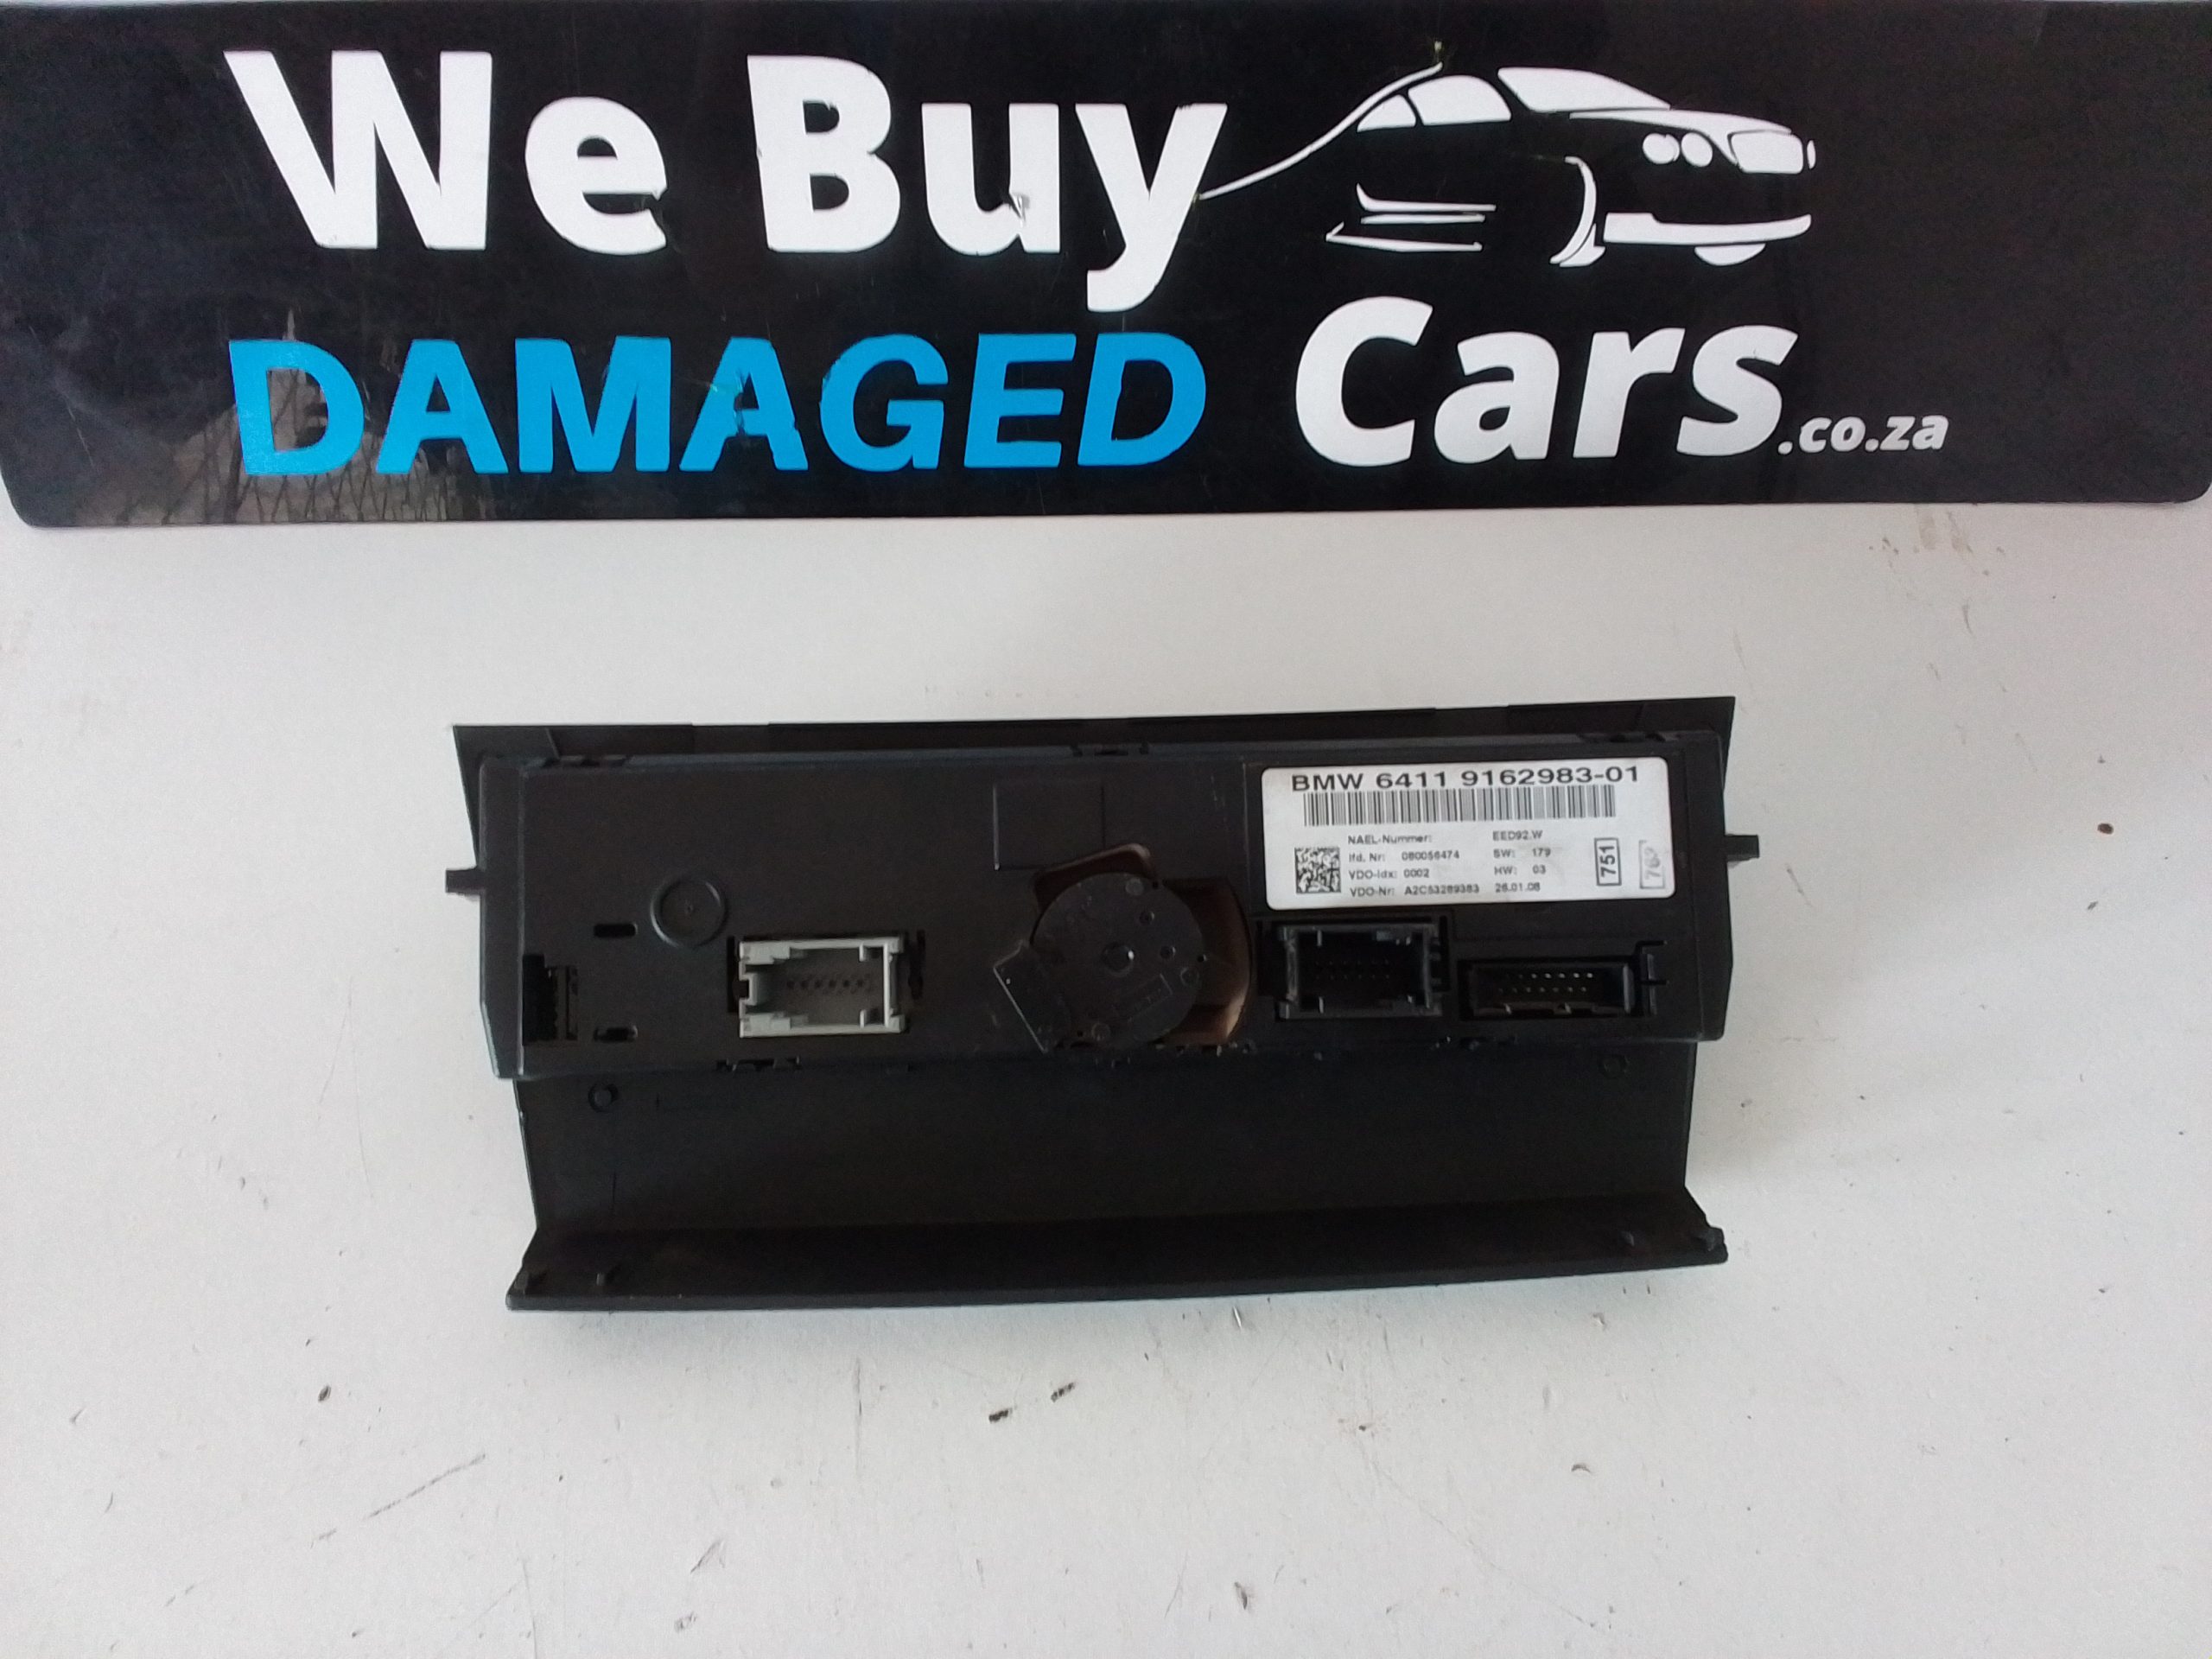 We Buy
DAMAGED Cars.co.za
BMW 6411 9162983-01
NAEL-Nummer: EED92.W
lfd. Nr: 080056474 SW: 179
VDO-Idx: 0002 HW: 03
VDO-Nr: A2C53289383 26.01.08
751